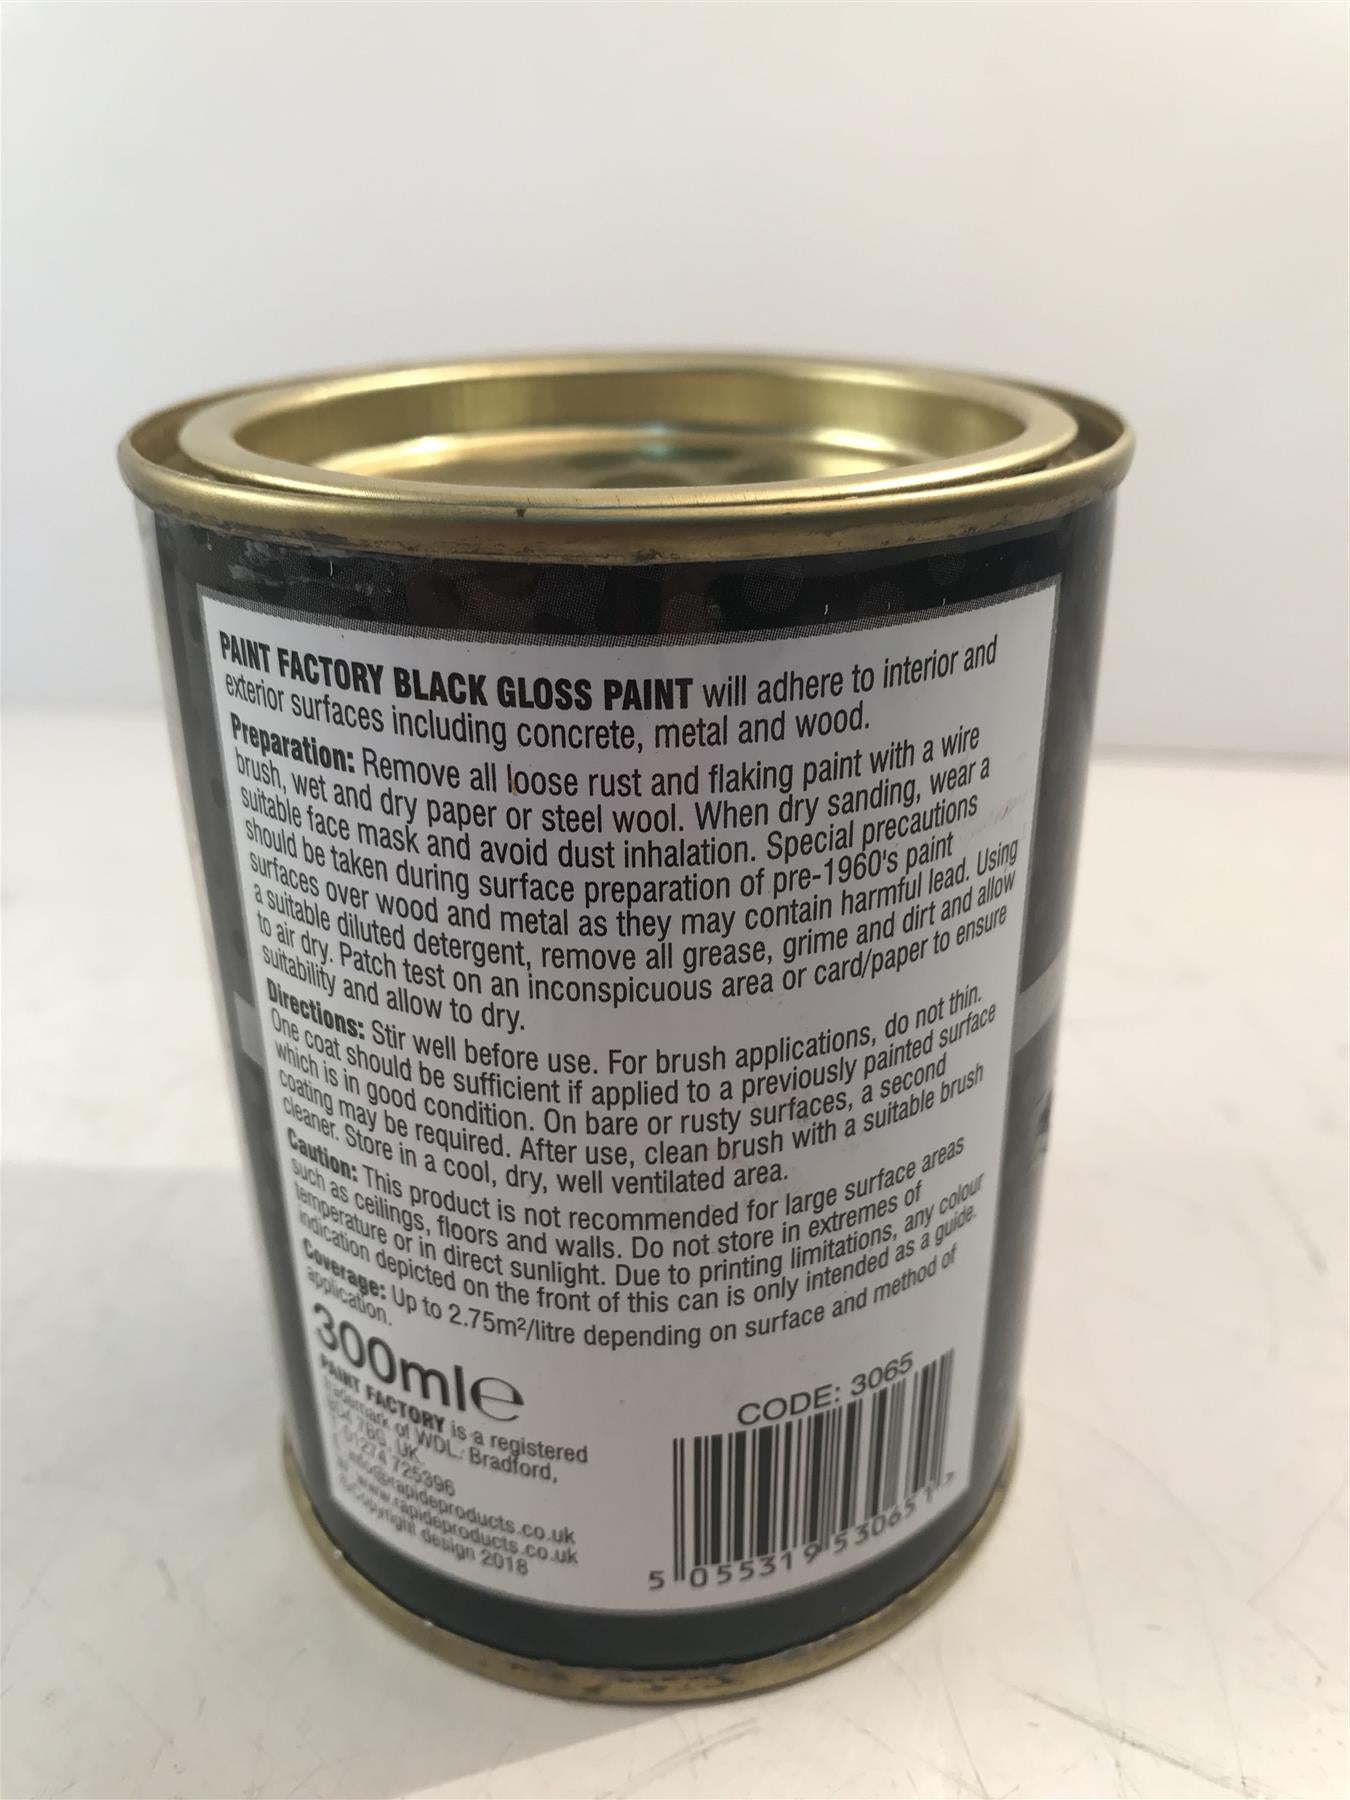 PAINT FACTORY BLACK GLOSS PAINT will adhere to interior and
exterior surfaces including concrete, metal and wood.
Preparation: Remove all loose rust and flaking paint with a wire
brush, wet and dry paper or steel wool. When dry sanding, wear a
suitable face mask and avoid dust inhalation. Special precautions
should be taken during surface preparation of pre-1960's paint
surfaces over wood and metal as they may contain harmful lead. Using
a suitable diluted detergent, remove all grease, grime and dirt and allow
to air dry. Patch test on an inconspicuous area or card/paper to ensure
suitability and allow to dry.
Directions: Stir well before use. For brush applications, do not thin.
One coat should be sufficient if applied to a previously painted surface
which is in good condition. On bare or rusty surfaces, a second
coating may be required. After use, clean brush with a suitable brush
cleaner. Store in a cool, dry, well ventilated area.
Caution: This product is not recommended for large surface areas
such as ceilings, floors and walls. Do not store in extremes of
temperature or in direct sunlight. Due to printing limitations, any colour
indication depicted on the front of this can is only intended as a guide.
Coverage: Up to 2.75m²/litre depending on surface and method of
application.
300ml℮
PAINT FACTORY is a registered
trademark of WDL: Bradford,
BD4 7BG, UK.
01274 725396
info@rapideproducts.co.uk
www.rapideproducts.co.uk
©Copyright design 2018
CODE: 3065
5 055319 530651 7